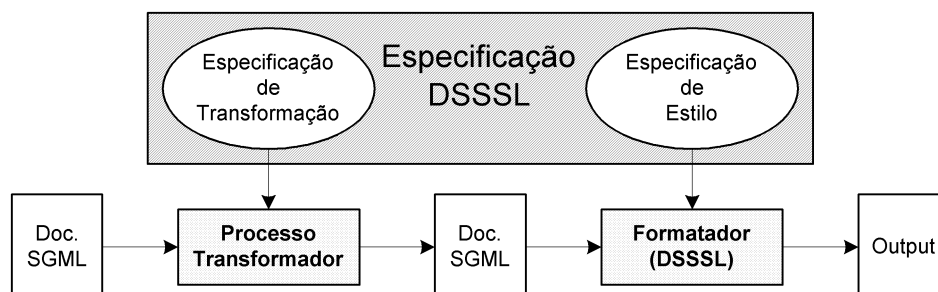 Especificação
de
Transformação
Especificação
DSSSL
Especificação
de
Estilo
Doc.
SGML
Processo
Transformador
Doc.
SGML
Formatador
(DSSSL)
Output